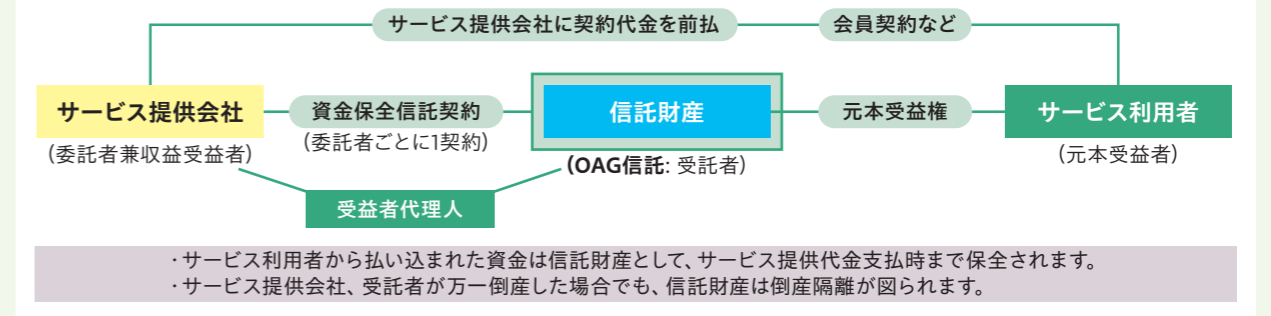 サービス提供会社に契約代金を前払
会員契約など
サービス提供会社
資金保全信託契約
信託財産
元本受益権
サービス利用者
(委託者兼収益受益者)
(委託者ごとに1契約)
(OAG信託: 受託者)
(元本受益者)
受益者代理人
・サービス利用者から払い込まれた資金は信託財産として、サービス提供代金支払時まで保全されます。
・サービス提供会社、受託者が万一倒産した場合でも、信託財産は倒産隔離が図られます。